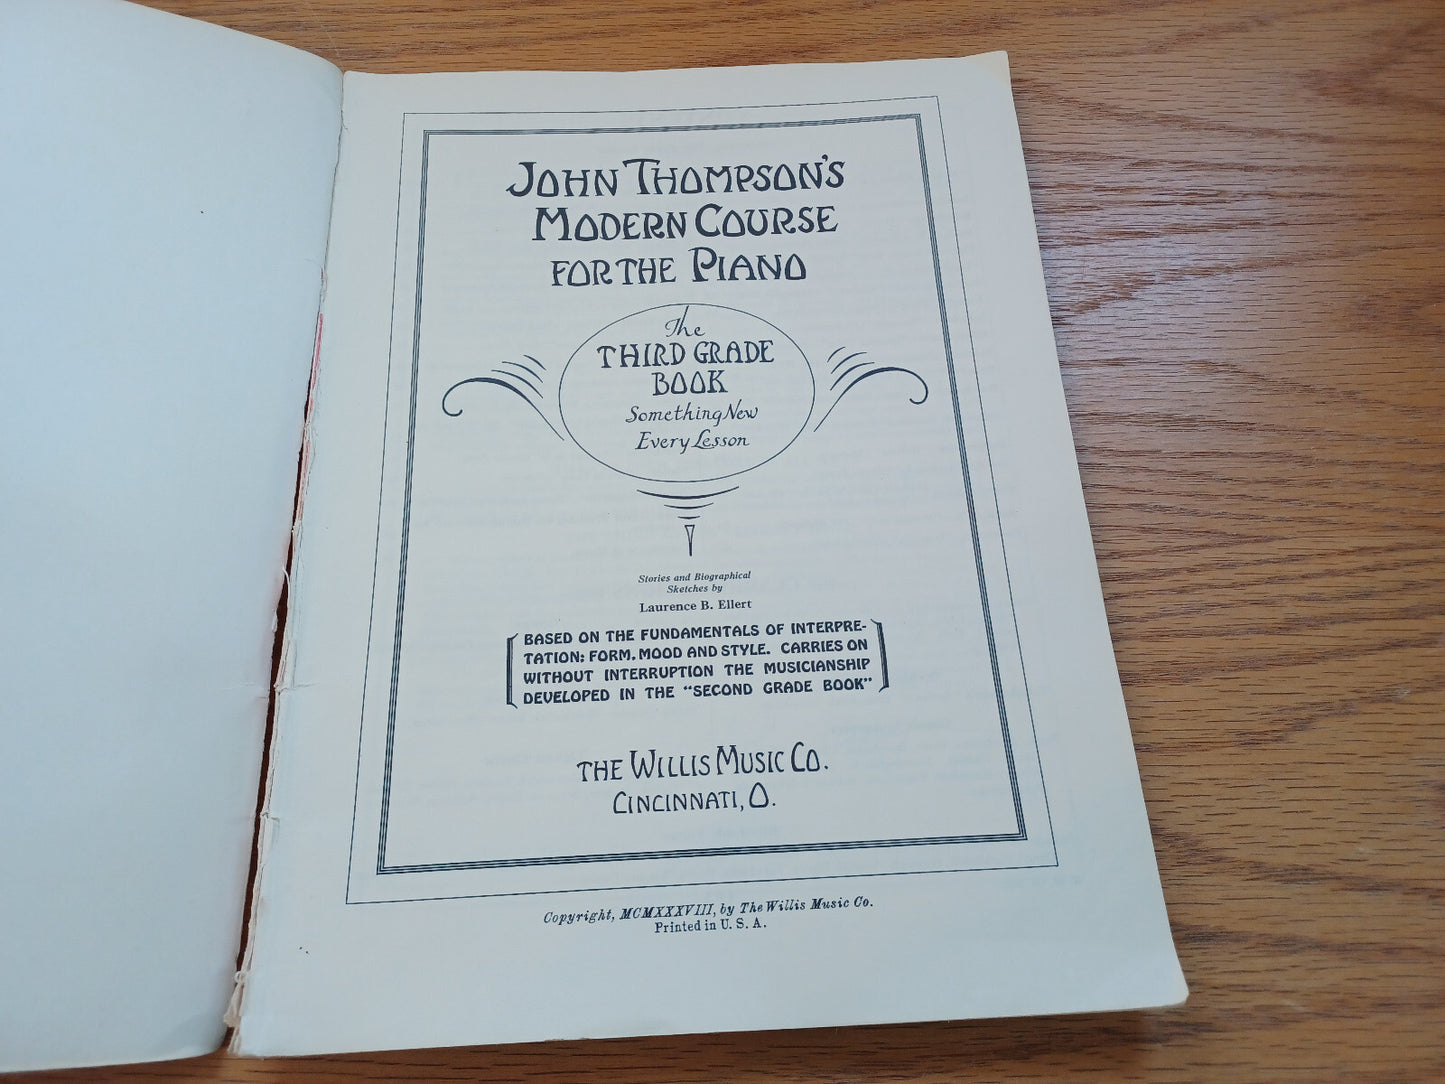 JOHN THOMPSON'S
MODERN COURSE
FOR THE PIANO
The
THIRD GRADE
BOOK
Something New
Every Lesson
Stories and Biographical
Sketches by
Laurence B. Ellert
BASED ON THE FUNDAMENTALS OF INTERPRE-
TATION: FORM, MOOD AND STYLE. CARRIES ON
WITHOUT INTERRUPTION THE MUSICIANSHIP
DEVELOPED IN THE "SECOND GRADE BOOK"
THE WILLIS MUSIC CO.
CINCINNATI, O.
Copyright, MCMXXXVIII, by The Willis Music Co.
Printed in U. S. A.